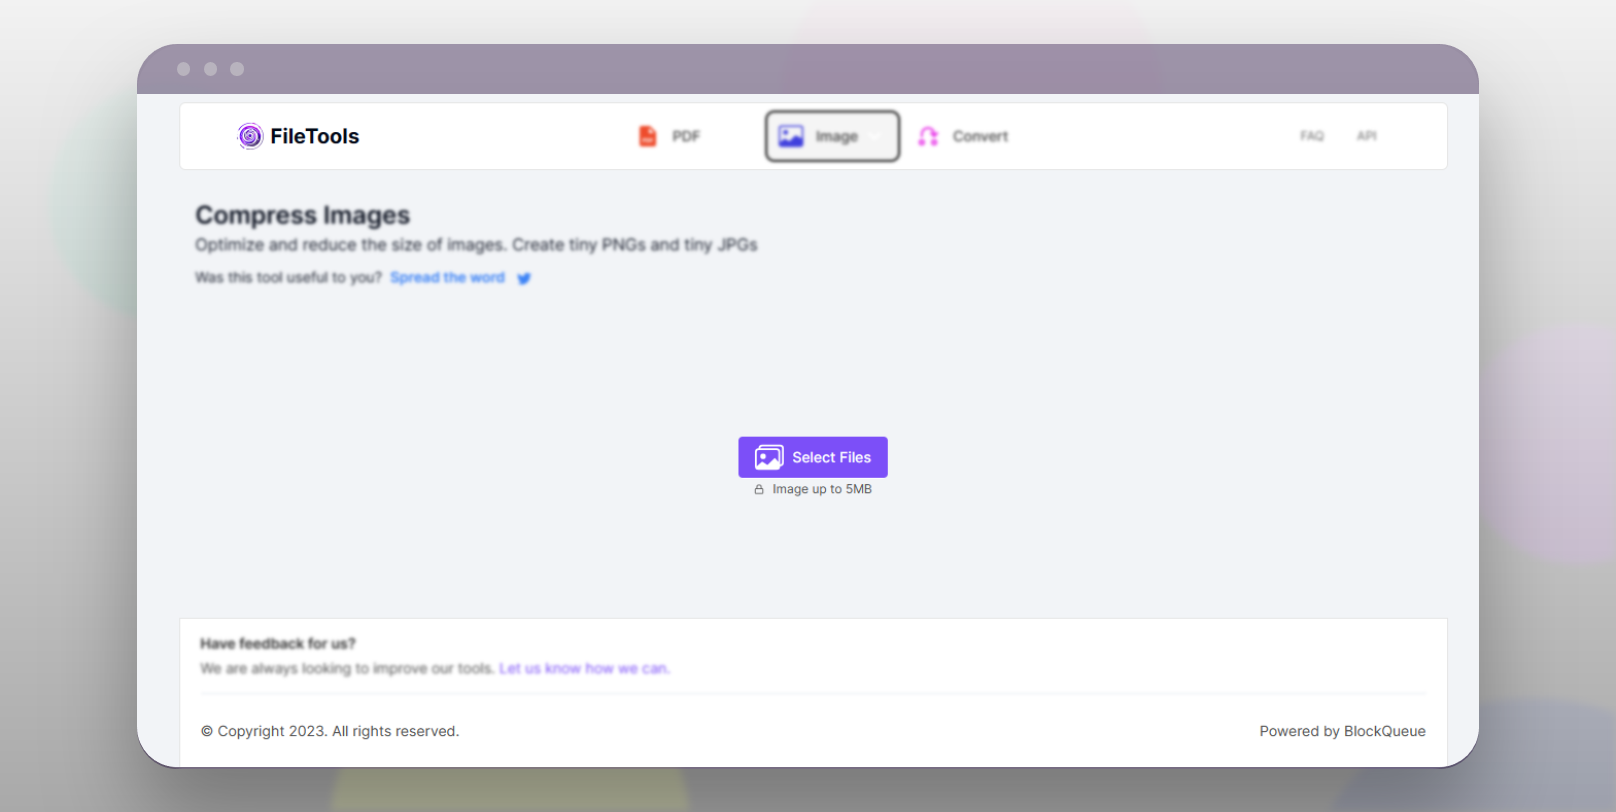 FileTools
PDF
Image
Convert
FAQ
API
Compress Images
Optimize and reduce the size of images. Create tiny PNGs and tiny JPGs
Was this tool useful to you? Spread the word
Select Files
Image up to 5MB
Have feedback for us?
We are always looking to improve our tools. Let us know how we can.
© Copyright 2023. All rights reserved.
Powered by BlockQueue